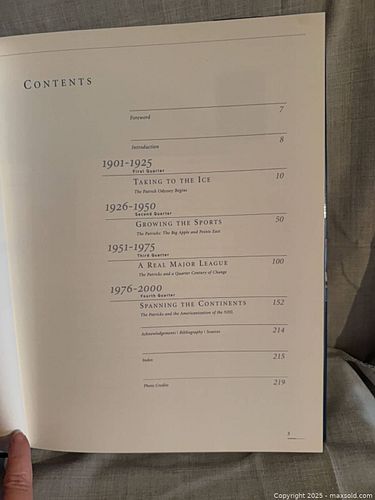 CONTENTS
Foreword 7
Introduction 8
1901-1925
First Quarter
TAKING TO THE ICE 10
The Patrick Odyssey Begins
1926-1950
Second Quarter
GROWING THE SPORTS 50
The Patricks: The Big Apple and Points East
1951-1975
Third Quarter
A REAL MAJOR LEAGUE 100
The Patricks and a Quarter Century of Change
1976-2000
Fourth Quarter
SPANNING THE CONTINENTS 152
The Patricks and the Americanization of the NHL
Acknowledgements | Bibliography | Sources 214
Index 215
Photo Credits 219
5
Copyright 2025 - maxsold.com